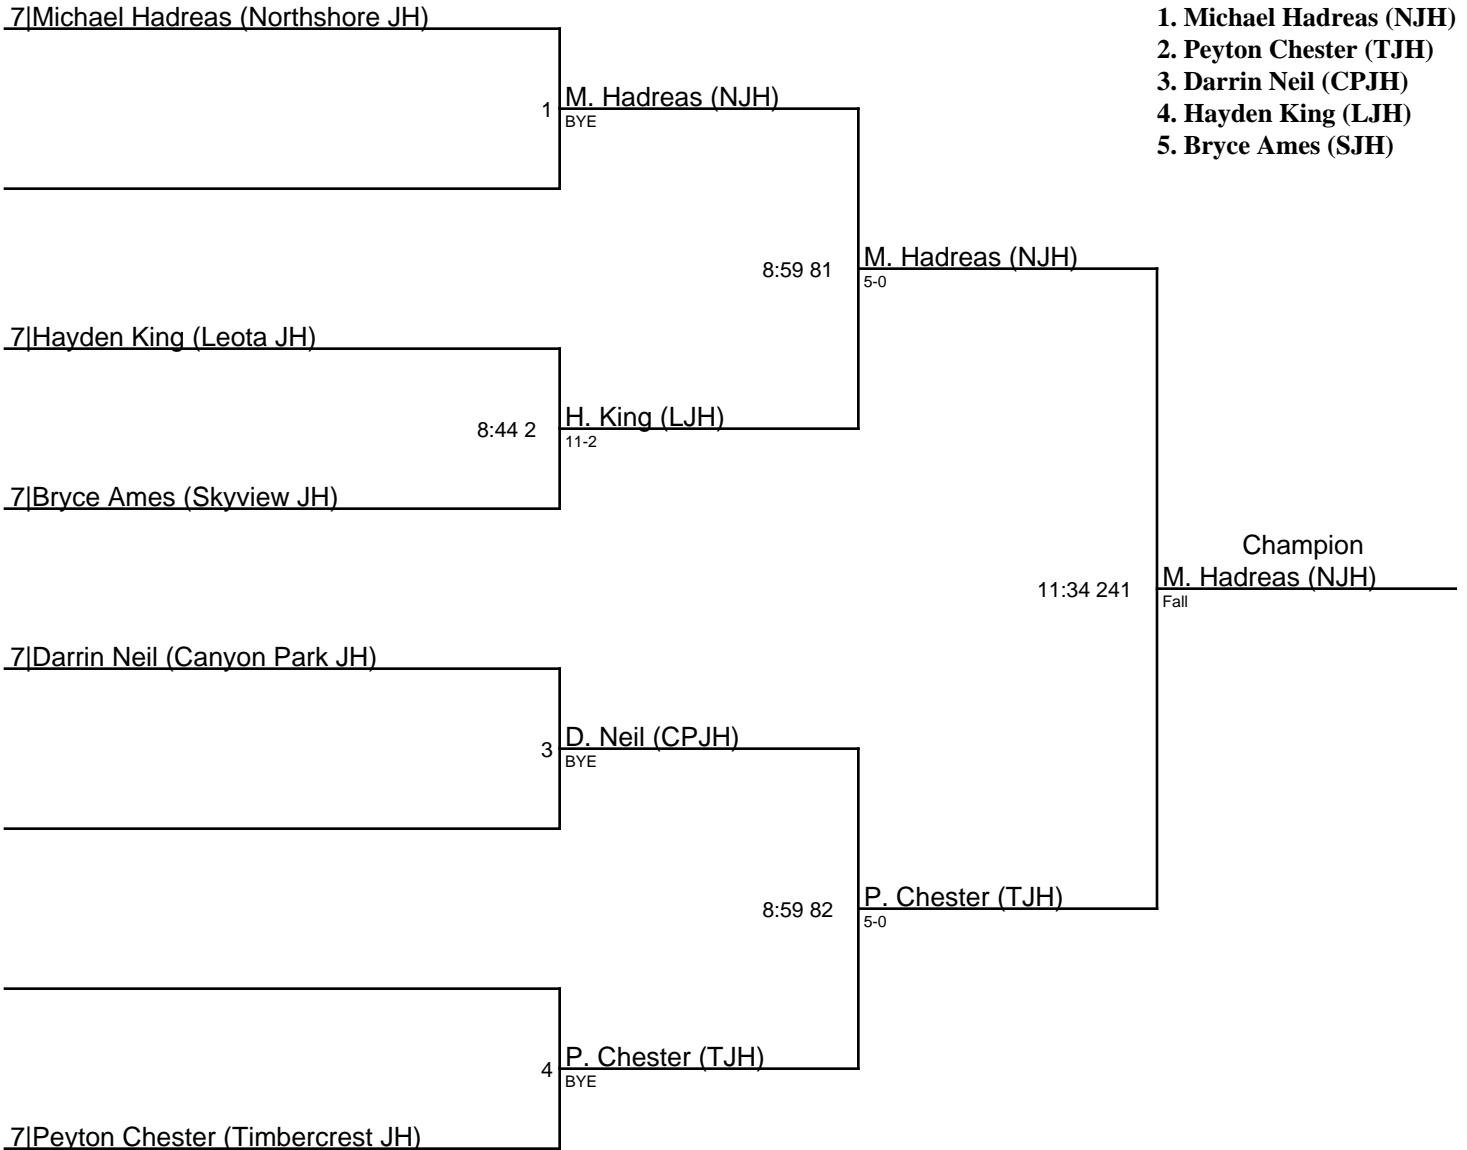 7|Michael Hadreas (Northshore JH)
1. Michael Hadreas (NJH)
2. Peyton Chester (TJH)
3. Darrin Neil (CPJH)
4. Hayden King (LJH)
5. Bryce Ames (SJH)
1 M. Hadreas (NJH)
BYE
8:59 81 M. Hadreas (NJH)
5-0
7|Hayden King (Leota JH)
8:44 2 H. King (LJH)
11-2
7|Bryce Ames (Skyview JH)
Champion
11:34 241 M. Hadreas (NJH)
Fall
7|Darrin Neil (Canyon Park JH)
3 D. Neil (CPJH)
BYE
8:59 82 P. Chester (TJH)
5-0
4 P. Chester (TJH)
BYE
7|Peyton Chester (Timbercrest JH)